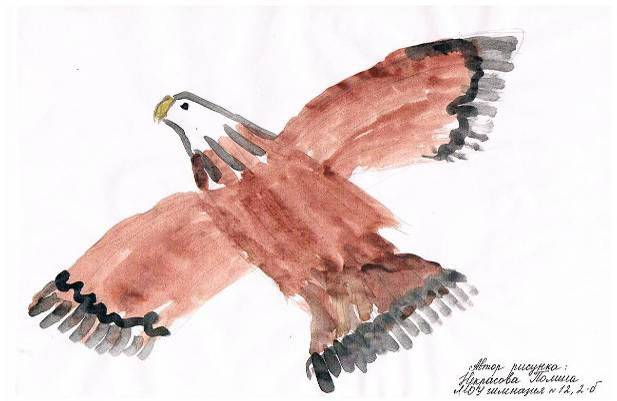 Автор рисунка:
Некрасова Полина
МОУ гимназия № 12, 2-б